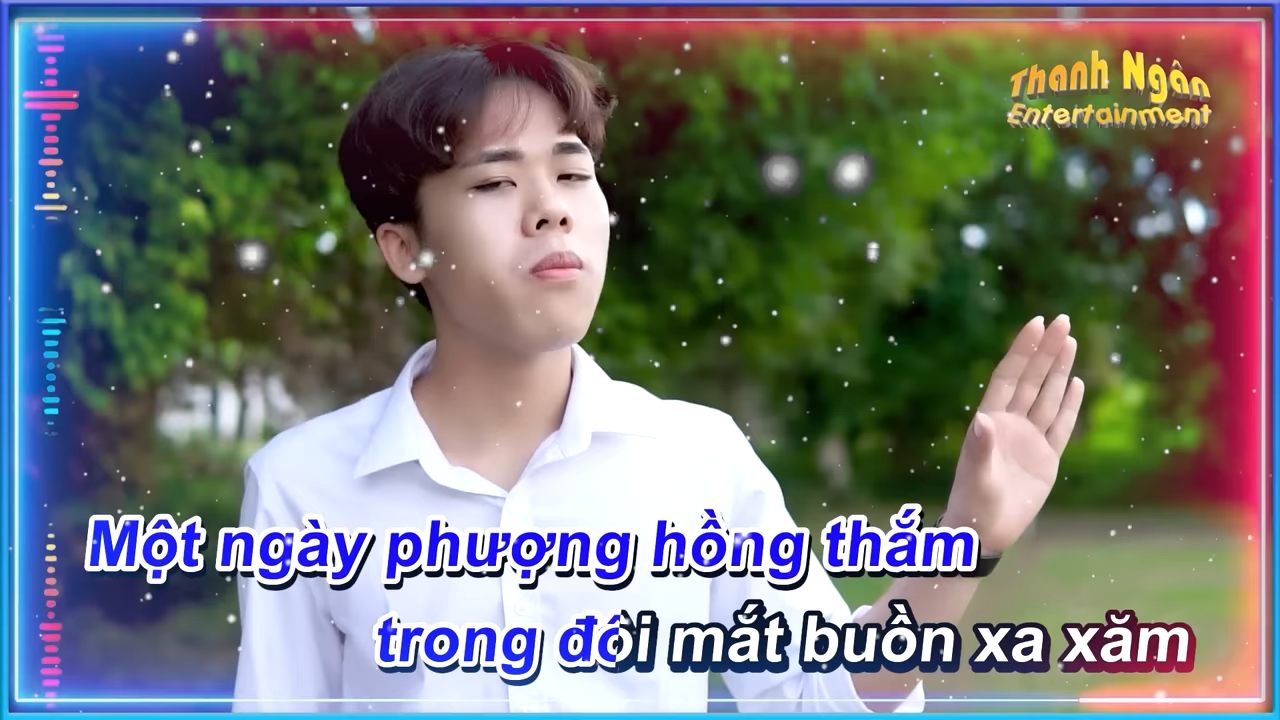 Thanh Ngân
Entertainment
Một ngày phượng hồng thắm
trong đôi mắt buồn xa xăm